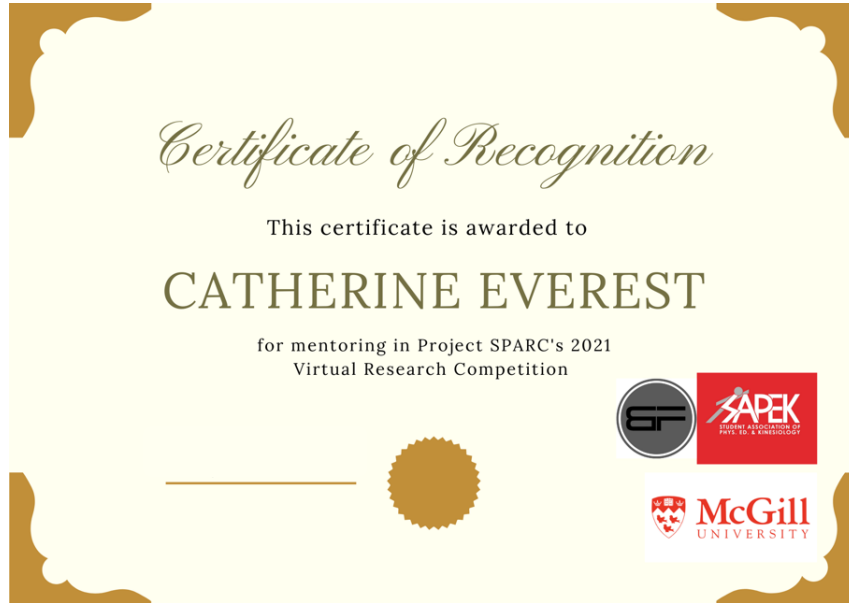 Certificate of Recognition
This certificate is awarded to
CATHERINE EVEREST
for mentoring in Project SPARC's 2021
Virtual Research Competition
SAPEK
STUDENT ASSOCIATION OF
PHYS. ED. & KINESIOLOGY
McGill
UNIVERSITY